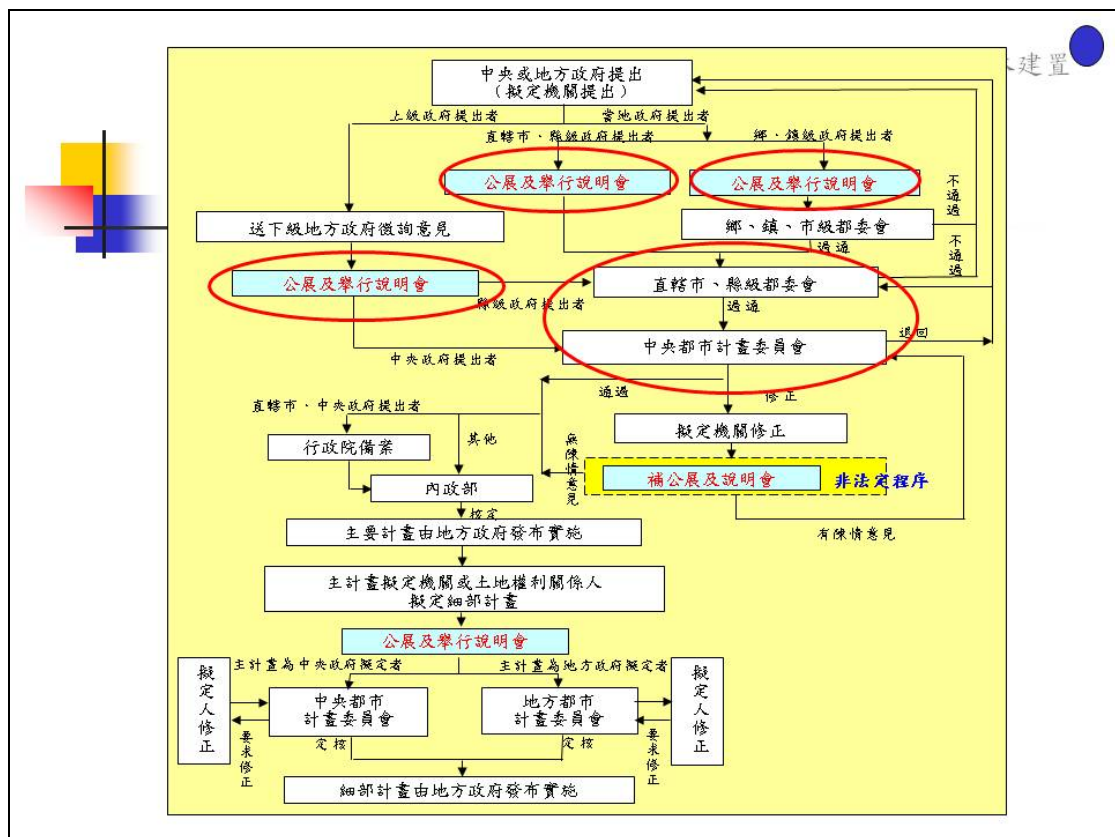 建置
中央或地方政府提出
（擬定機關提出）
上級政府提出者
當地政府提出者
直轄市、縣級政府提出者
鄉、鎮級政府提出者
公展及舉行說明會
公展及舉行說明會
不通過
送下級地方政府徵詢意見
鄉、鎮、市級都委會
過通
不通過
公展及舉行說明會
縣級政府提出者
直轄市、縣級都委會
過通
中央政府提出者
中央都市計畫委員會
退回
通過
修正
直轄市、中央政府提出者
行政院備案
其他
無陳情意見
擬定機關修正
補公展及說明會
非法定程序
內政部
核定
有陳情意見
主要計畫由地方政府發布實施
主計畫擬定機關或土地權利關係人
擬定細部計畫
公展及舉行說明會
主計畫為中央政府擬定者
主計畫為地方政府擬定者
擬定人修正
中央都市
計畫委員會
地方都市
計畫委員會
擬定人修正
要求修正
定核
定核
要求修正
細部計畫由地方政府發布實施